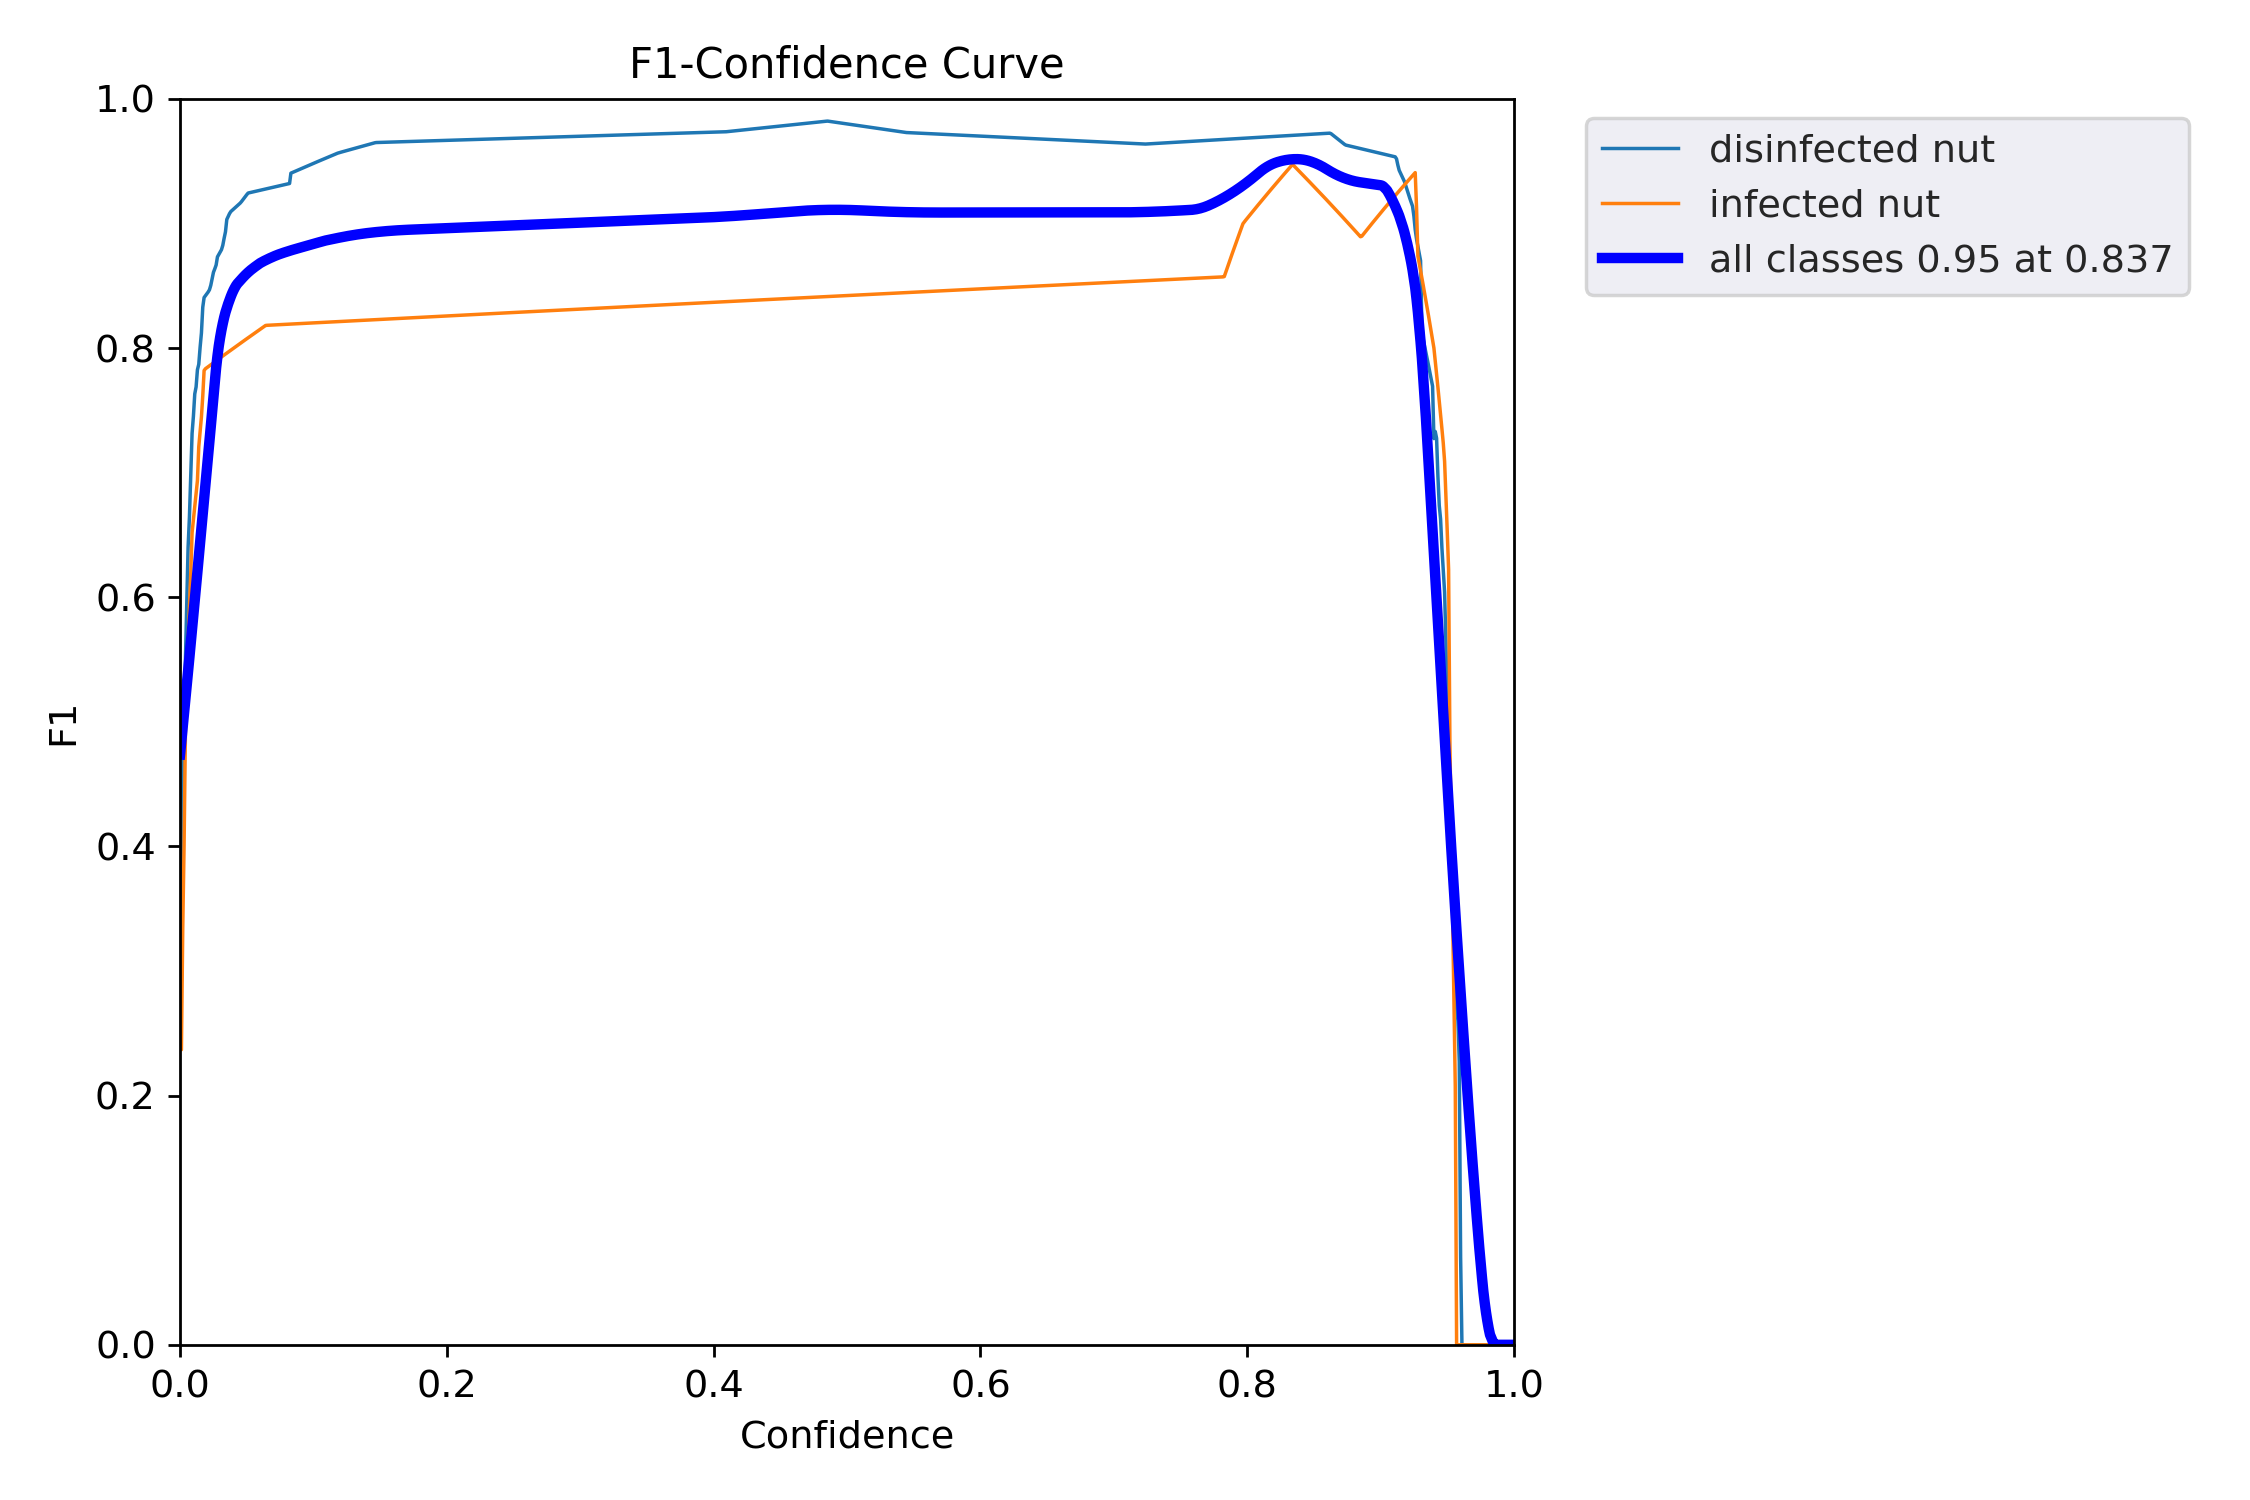 F1-Confidence Curve
1.0
0.8
0.6
0.4
0.2
0.0
F1
0.0 0.2 0.4 0.6 0.8 1.0
Confidence
disinfected nut
infected nut
all classes 0.95 at 0.837